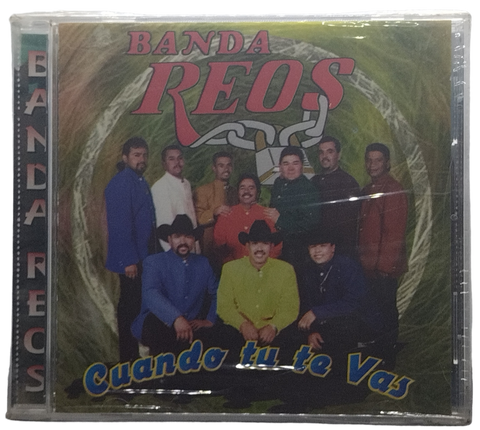 BANDA
REOS
Cuando tu te Vas
BANDA REOS